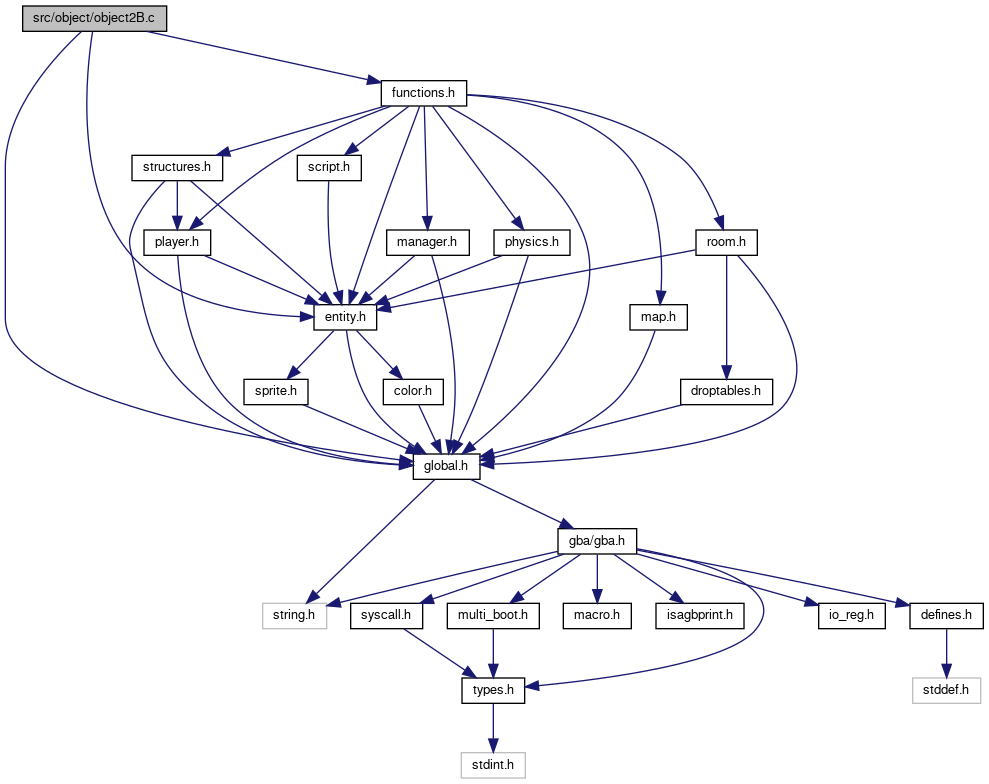 src/object/object2B.c
functions.h
structures.h
script.h
player.h
manager.h
physics.h
room.h
entity.h
map.h
sprite.h
color.h
droptables.h
global.h
gba/gba.h
string.h
syscall.h
multi_boot.h
macro.h
isagbprint.h
io_reg.h
defines.h
types.h
stddef.h
stdint.h